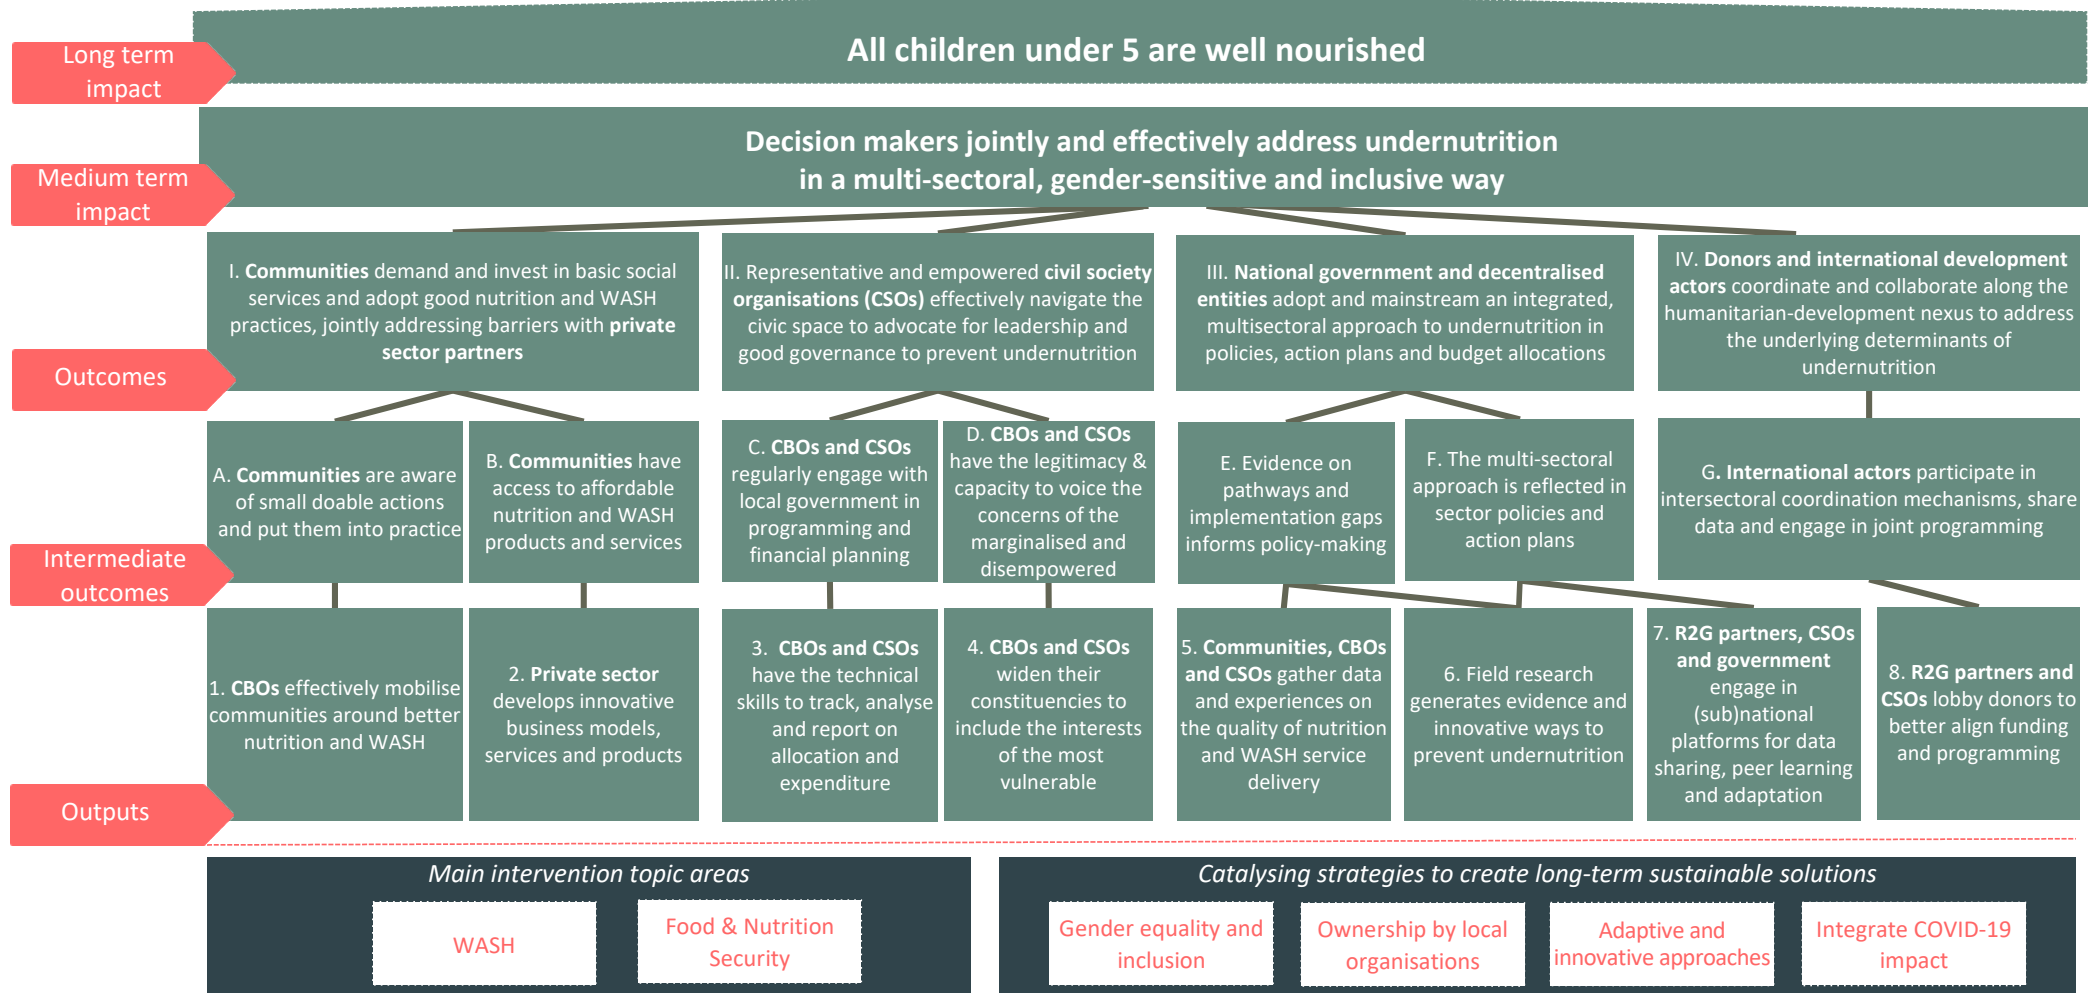 Long term
impact
All children under 5 are well nourished
Medium term
impact
Decision makers jointly and effectively address undernutrition
in a multi-sectoral, gender-sensitive and inclusive way
Outcomes
I. Communities demand and invest in basic social
services and adopt good nutrition and WASH
practices, jointly addressing barriers with private
sector partners
II. Representative and empowered civil society
organisations (CSOs) effectively navigate the
civic space to advocate for leadership and
good governance to prevent undernutrition
III. National government and decentralised
entities adopt and mainstream an integrated,
multisectoral approach to undernutrition in
policies, action plans and budget allocations
IV. Donors and international development
actors coordinate and collaborate along the
humanitarian-development nexus to address
the underlying determinants of
undernutrition
Intermediate
outcomes
A. Communities are aware
of small doable actions
and put them into practice
B. Communities have
access to affordable
nutrition and WASH
products and services
C. CBOs and CSOs
regularly engage with
local government in
programming and
financial planning
D. CBOs and CSOs
have the legitimacy &
capacity to voice the
concerns of the
marginalised and
disempowered
E. Evidence on
pathways and
implementation gaps
informs policy-making
F. The multi-sectoral
approach is reflected in
sector policies and
action plans
G. International actors participate in
intersectoral coordination mechanisms, share
data and engage in joint programming
Outputs
1. CBOs effectively mobilise
communities around better
nutrition and WASH
2. Private sector
develops innovative
business models,
services and products
3. CBOs and CSOs
have the technical
skills to track, analyse
and report on
allocation and
expenditure
4. CBOs and CSOs
widen their
constituencies to
include the interests
of the most
vulnerable
5. Communities, CBOs
and CSOs gather data
and experiences on
the quality of nutrition
and WASH service
delivery
6. Field research
generates evidence and
innovative ways to
prevent undernutrition
7. R2G partners, CSOs
and government
engage in
(sub)national
platforms for data
sharing, peer learning
and adaptation
8. R2G partners and
CSOs lobby donors to
better align funding
and programming
Main intervention topic areas
WASH
Food & Nutrition
Security
Catalysing strategies to create long-term sustainable solutions
Gender equality and
inclusion
Ownership by local
organisations
Adaptive and
innovative approaches
Integrate COVID-19
impact